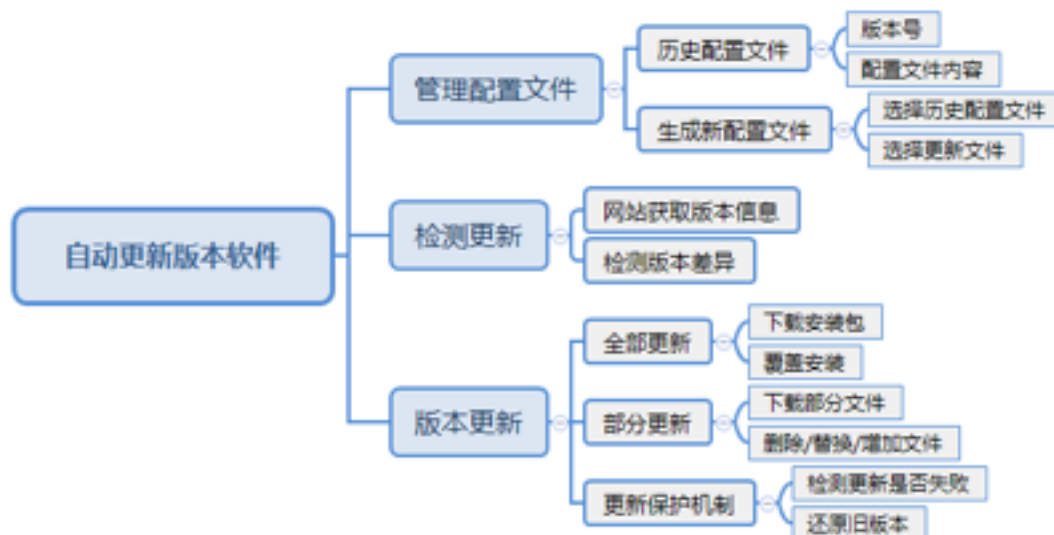 自动更新版本软件
管理配置文件
历史配置文件
版本号
配置文件内容
生成新配置文件
选择历史配置文件
选择更新文件
检测更新
网站获取版本信息
检测版本差异
版本更新
全部更新
下载安装包
覆盖安装
部分更新
下载部分文件
删除/替换/增加文件
更新保护机制
检测更新是否失败
还原旧版本